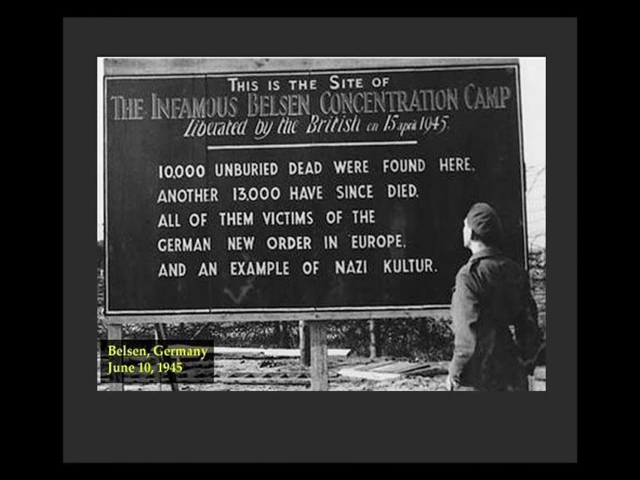 THIS IS THE SITE OF
THE INFAMOUS BELSEN CONCENTRATION CAMP
Liberated by the British on 15 april 1945.
10,000 UNBURIED DEAD WERE FOUND HERE.
ANOTHER 13,000 HAVE SINCE DIED.
ALL OF THEM VICTIMS OF THE
GERMAN NEW ORDER IN EUROPE.
AND AN EXAMPLE OF NAZI KULTUR.
Belsen, Germany
June 10, 1945